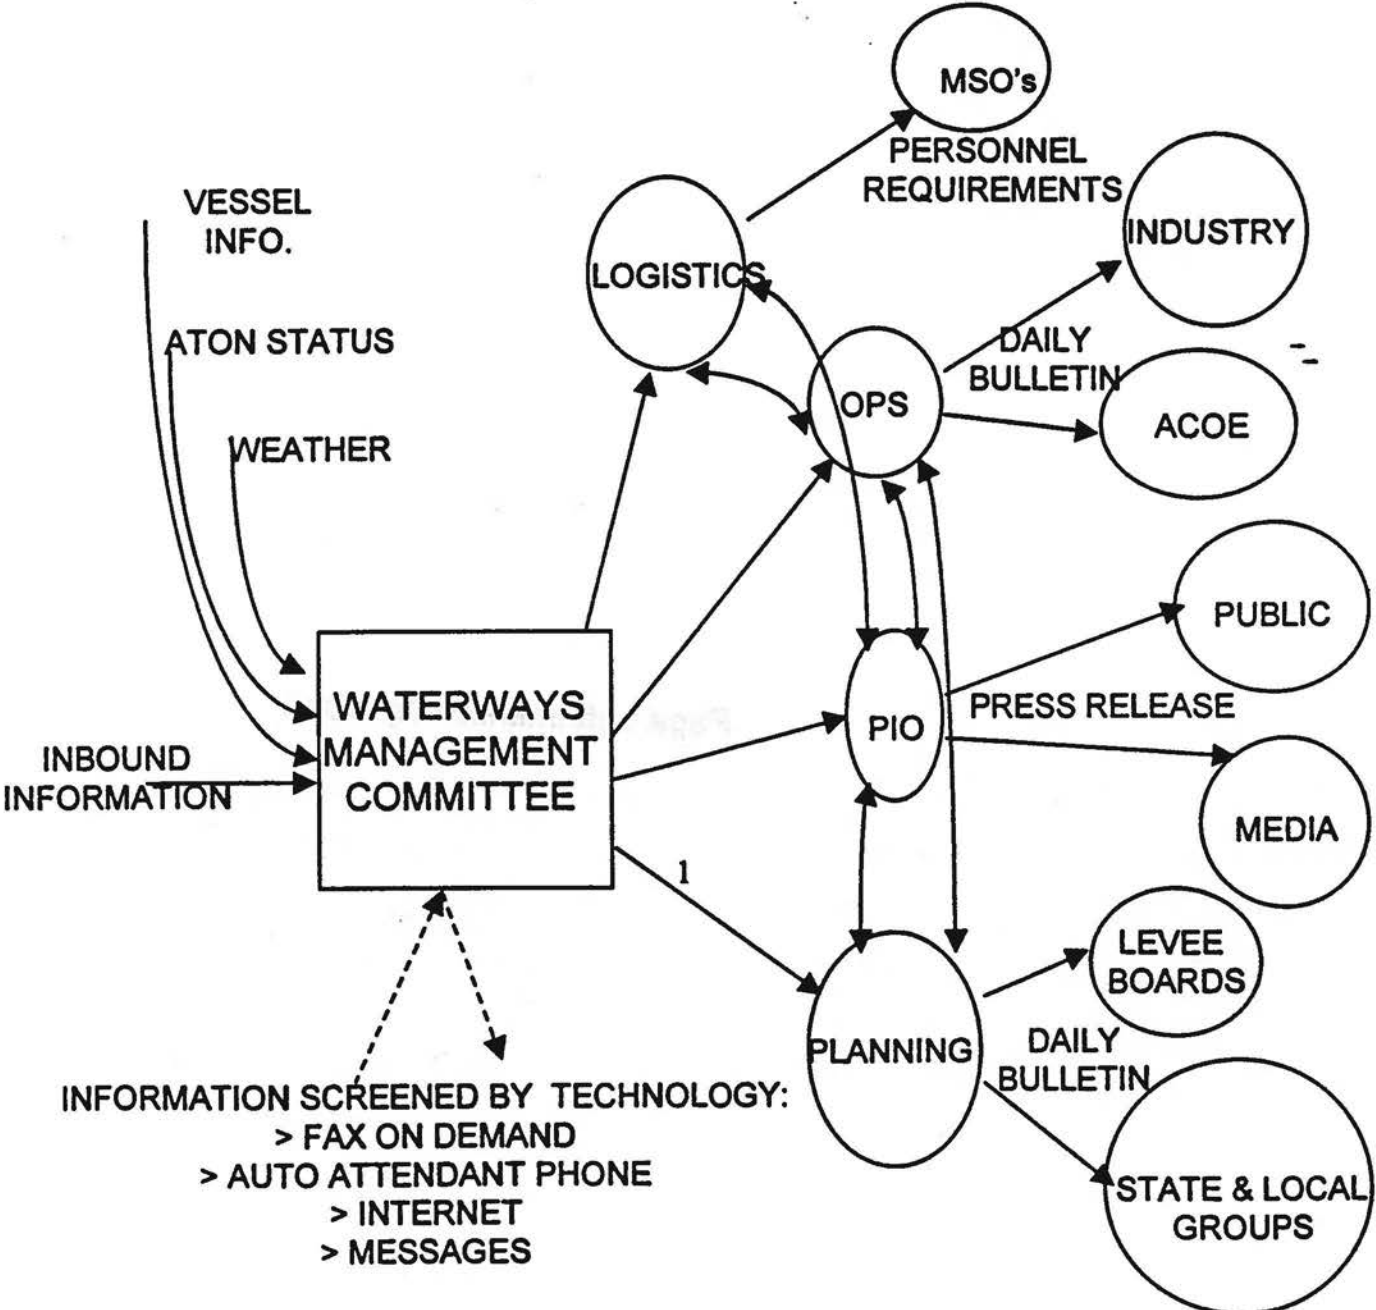 MSO's
PERSONNEL
REQUIREMENTS
VESSEL
INFO.
INDUSTRY
LOGISTICS
ATON STATUS
DAILY
BULLETIN
OPS
ACOE
WEATHER
PUBLIC
WATERWAYS
MANAGEMENT
COMMITTEE
PRESS RELEASE
PIO
INBOUND
INFORMATION
MEDIA
1
LEVEE
BOARDS
PLANNING
DAILY
BULLETIN
INFORMATION SCREENED BY TECHNOLOGY:
> FAX ON DEMAND
> AUTO ATTENDANT PHONE
> INTERNET
> MESSAGES
STATE & LOCAL
GROUPS